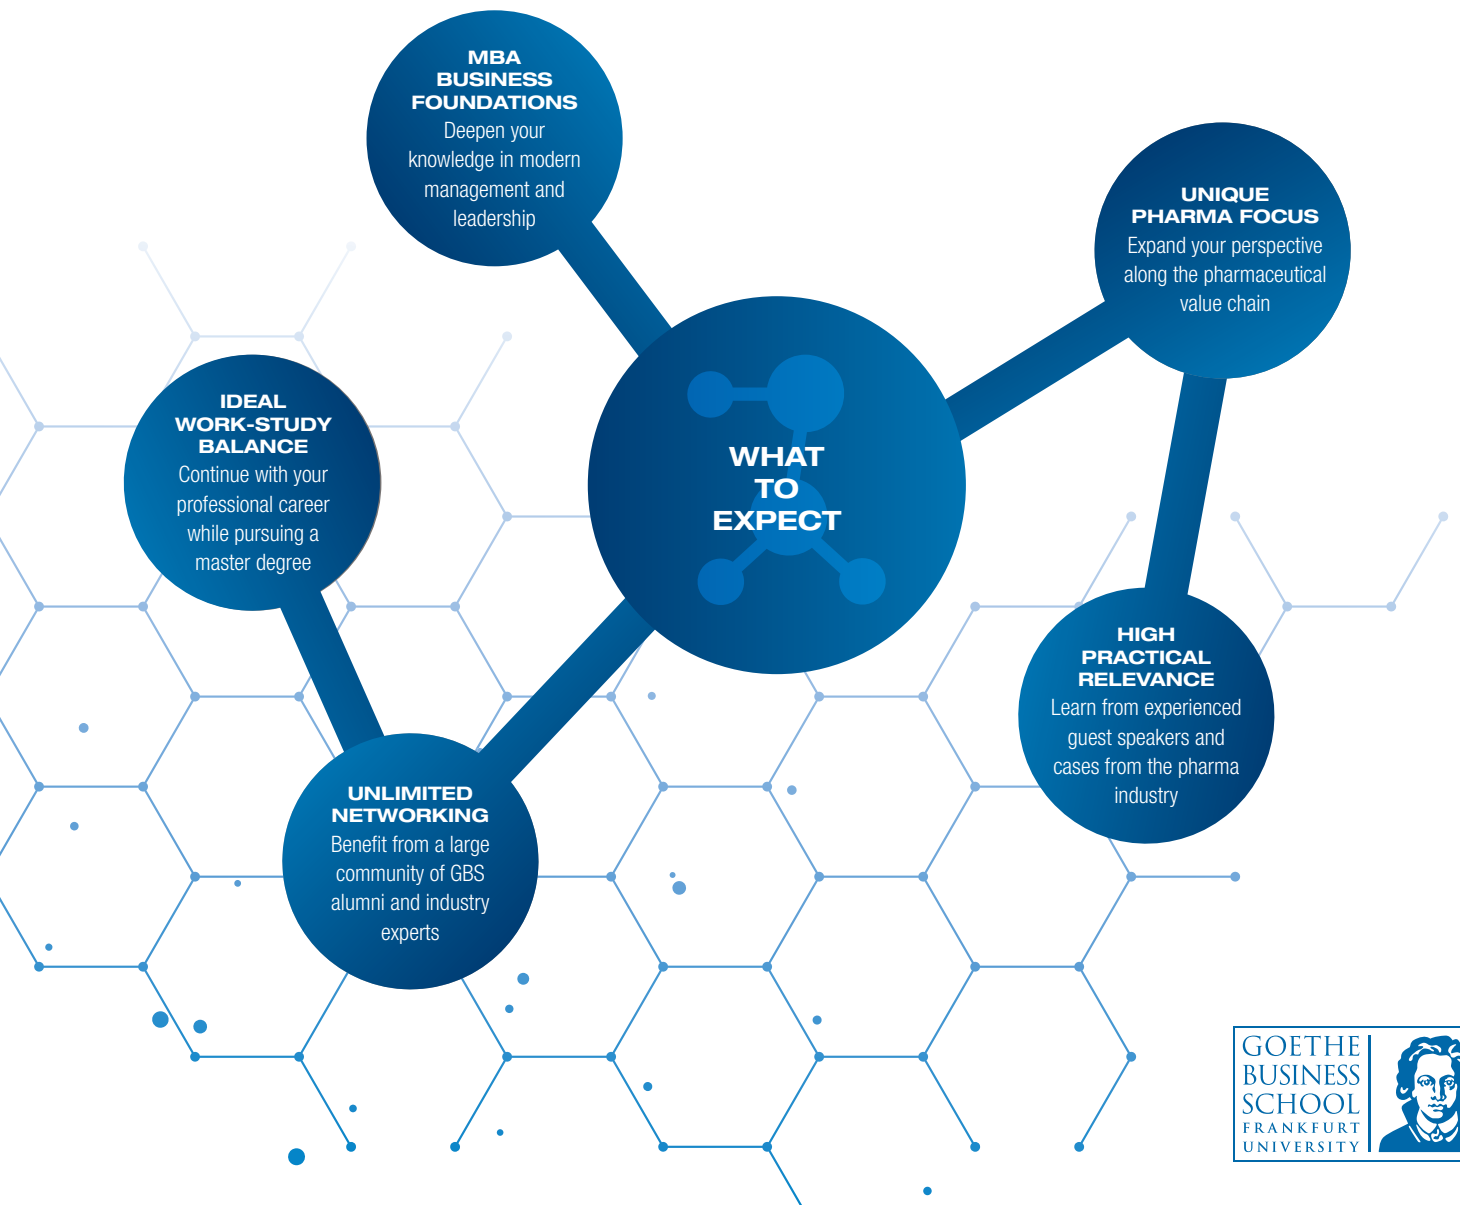 MBA
BUSINESS
FOUNDATIONS
Deepen your
knowledge in modern
management and
leadership
UNIQUE
PHARMA FOCUS
Expand your perspective
along the pharmaceutical
value chain
IDEAL
WORK-STUDY
BALANCE
Continue with your
professional career
while pursuing a
master degree
WHAT
TO
EXPECT
HIGH
PRACTICAL
RELEVANCE
Learn from experienced
guest speakers and
cases from the pharma
industry
UNLIMITED
NETWORKING
Benefit from a large
community of GBS
alumni and industry
experts
GOETHE
BUSINESS
SCHOOL
FRANKFURT
UNIVERSITY